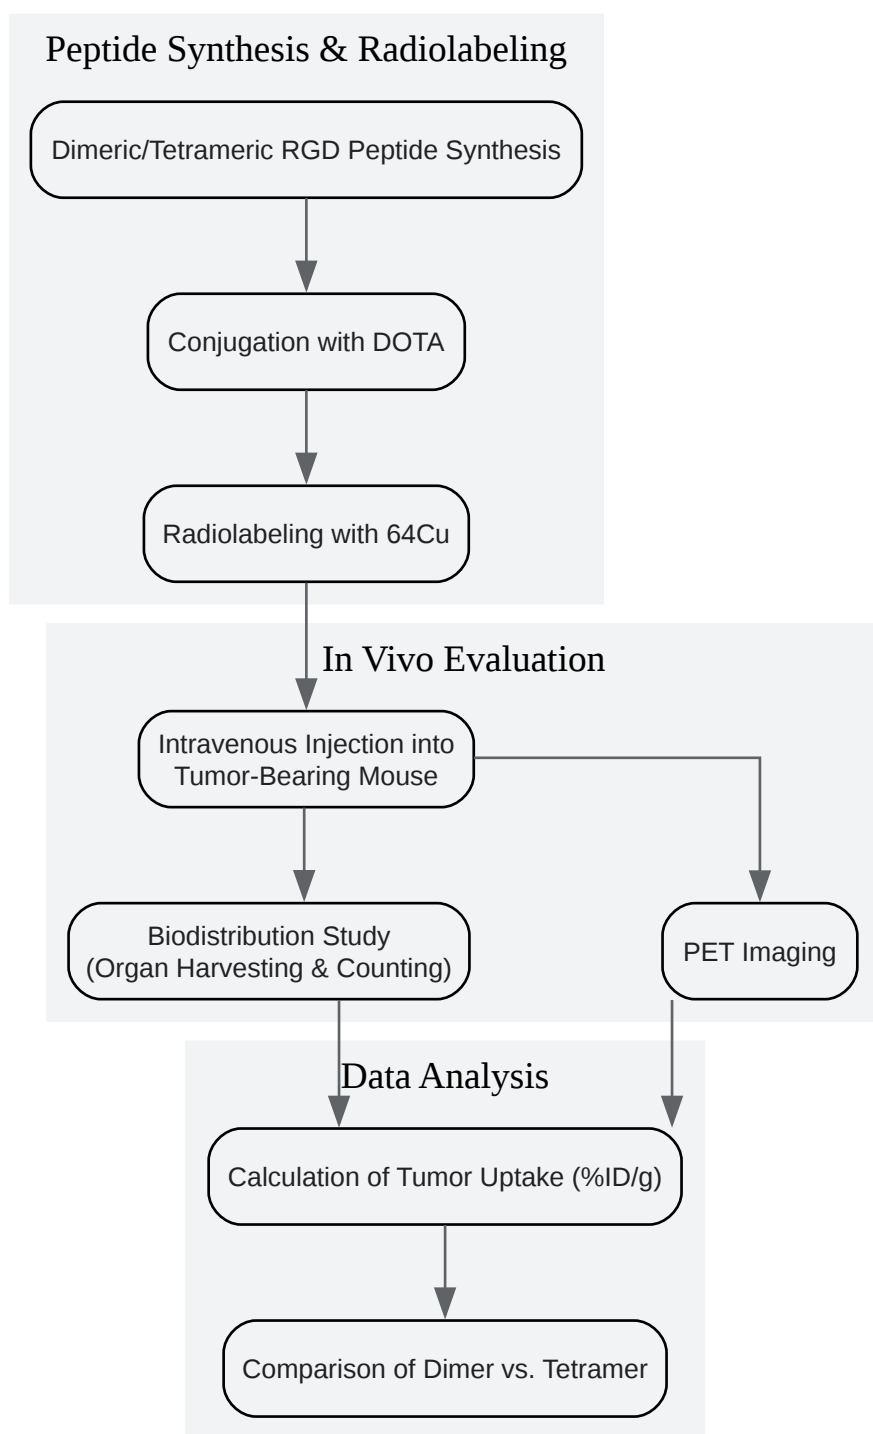 Peptide Synthesis & Radiolabeling
Dimeric/Tetrameric RGD Peptide Synthesis
Conjugation with DOTA
Radiolabeling with 64Cu
In Vivo Evaluation
Intravenous Injection into
Tumor-Bearing Mouse
Biodistribution Study
(Organ Harvesting & Counting)
PET Imaging
Data Analysis
Calculation of Tumor Uptake (%ID/g)
Comparison of Dimer vs. Tetramer